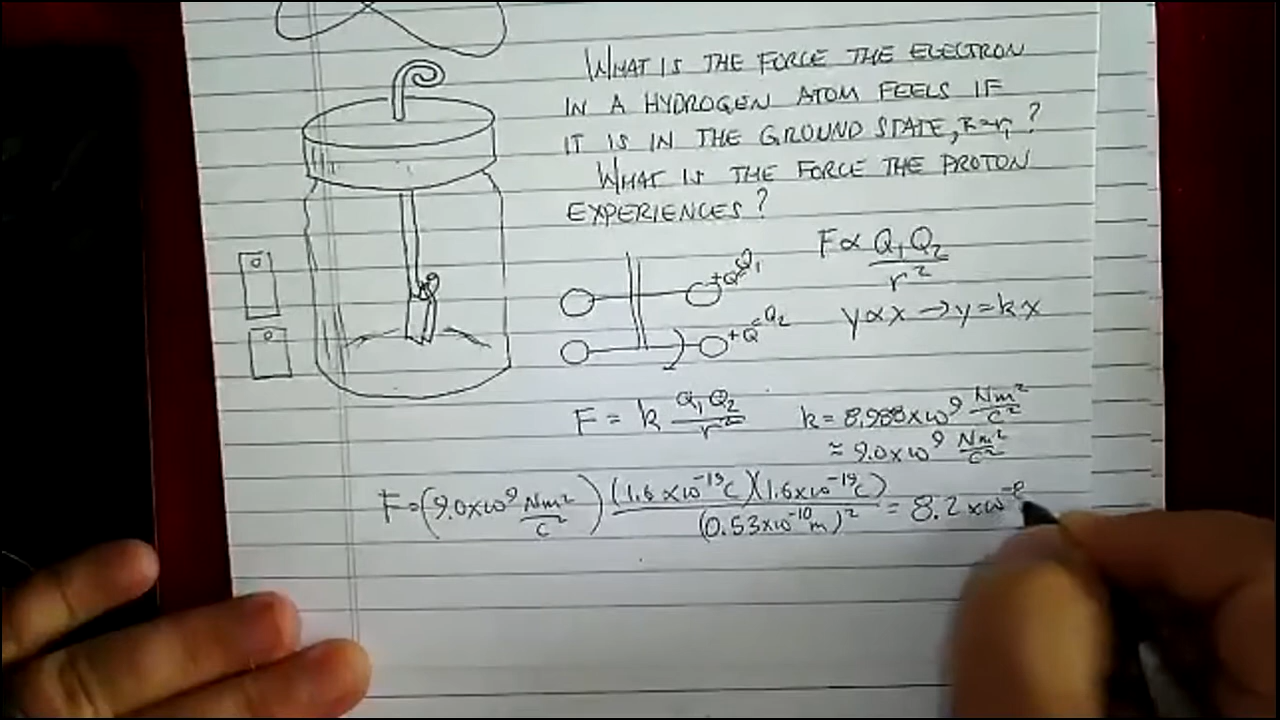 WHAT IS THE FORCE THE ELECTRON
IN A HYDROGEN ATOM FEELS IF
IT IS IN THE GROUND STATE, R=r₁?
WHAT IS THE FORCE THE PROTON
EXPERIENCES?
F ∝ Q₁Q₂/r²
+Q=Q₁
+Q=Q₂
y∝x → y=kx
F = k Q₁Q₂/r²
k = 8.988×10⁹ Nm²/C²
≈ 9.0×10⁹ Nm²/C²
F=(9.0×10⁹ Nm²/C²) (1.6×10⁻¹⁹C)(1.6×10⁻¹⁹C)/(0.53×10⁻¹⁰m)² = 8.2×10⁻⁸